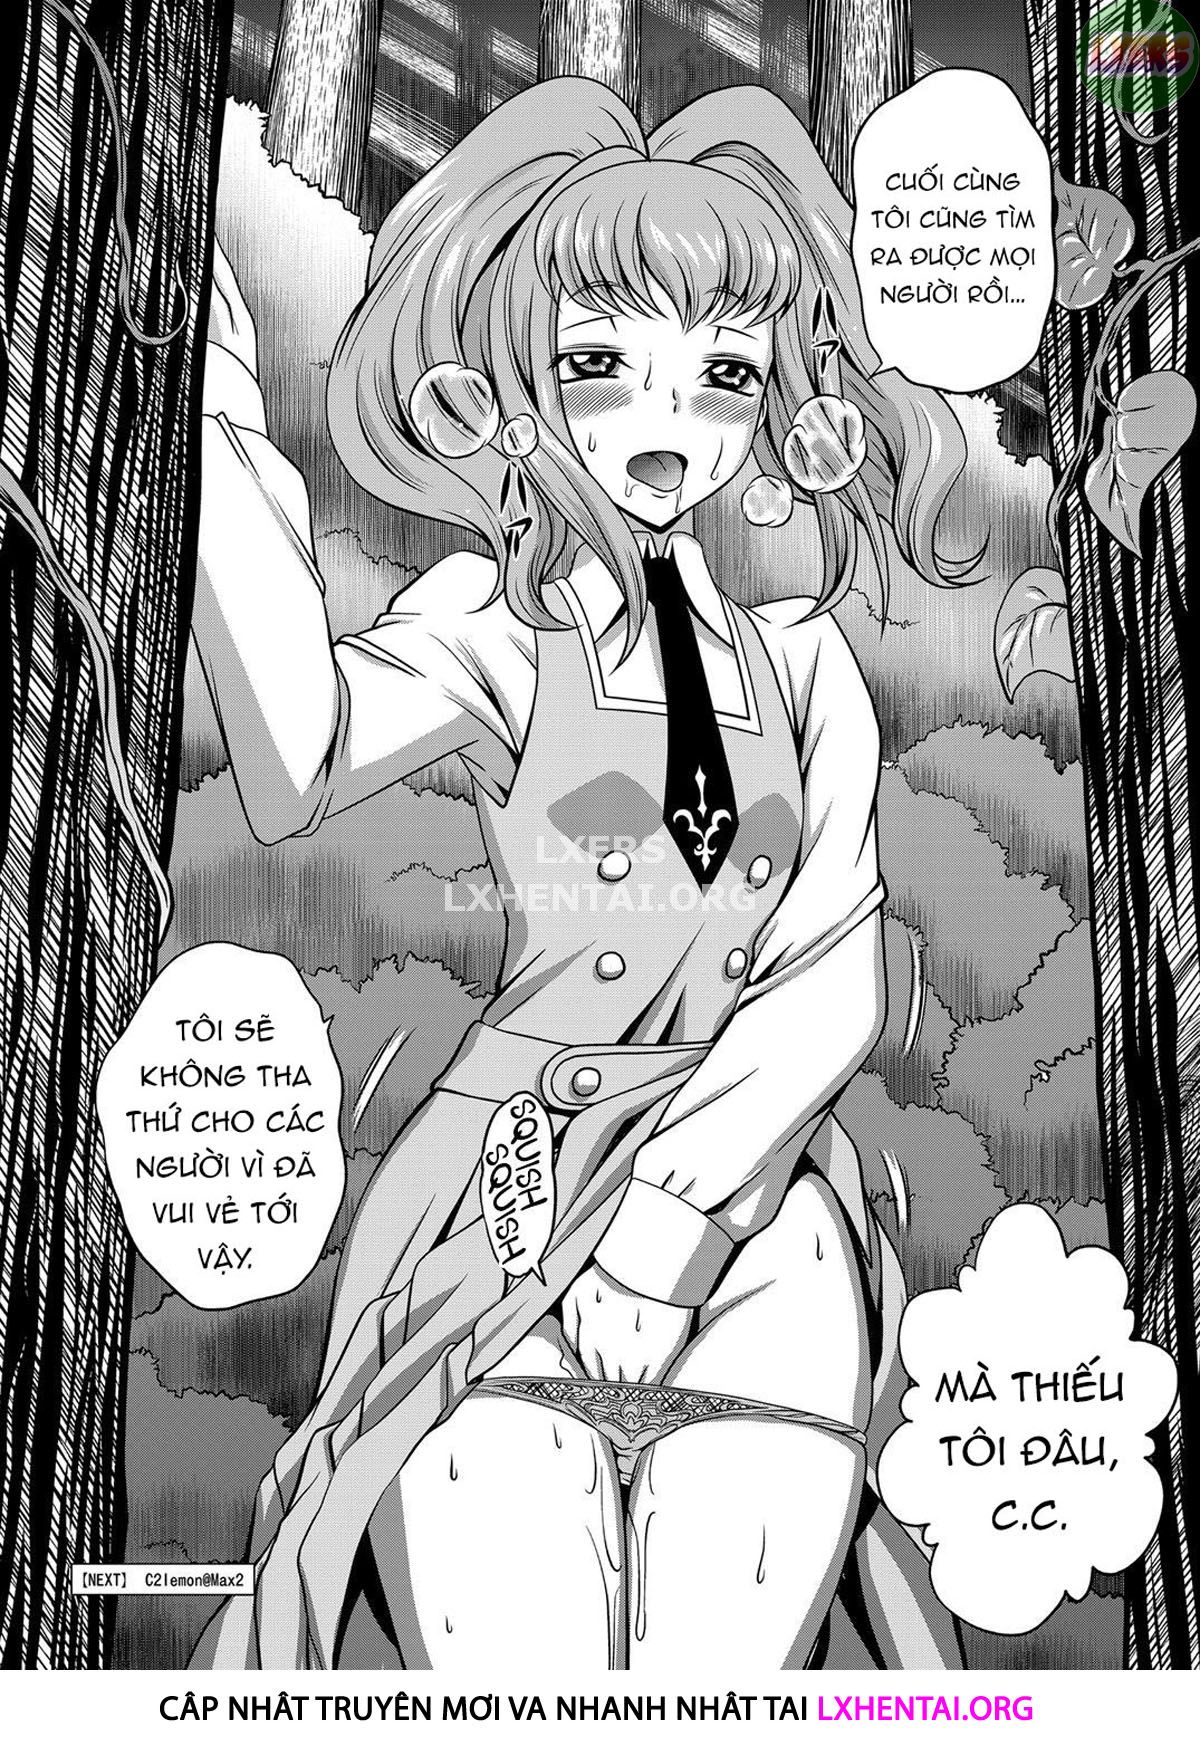 LXERS
CUỐI CÙNG
TÔI CŨNG TÌM
RA ĐƯỢC MỌI
NGƯỜI RỒI...
LXERS
LXHENTAI.ORG
TÔI SẼ
KHÔNG THA
THỨ CHO CÁC
NGƯỜI VÌ ĐÃ
VUI VẺ TỚI
VẬY.
SQUISH
SQUISH
MÀ THIẾU
TÔI ĐÂU,
C.C.
【NEXT】 C2lemon@Max2
CẬP NHẬT TRUYỆN MỚI VÀ NHANH NHẤT TẠI LXHENTAI.ORG